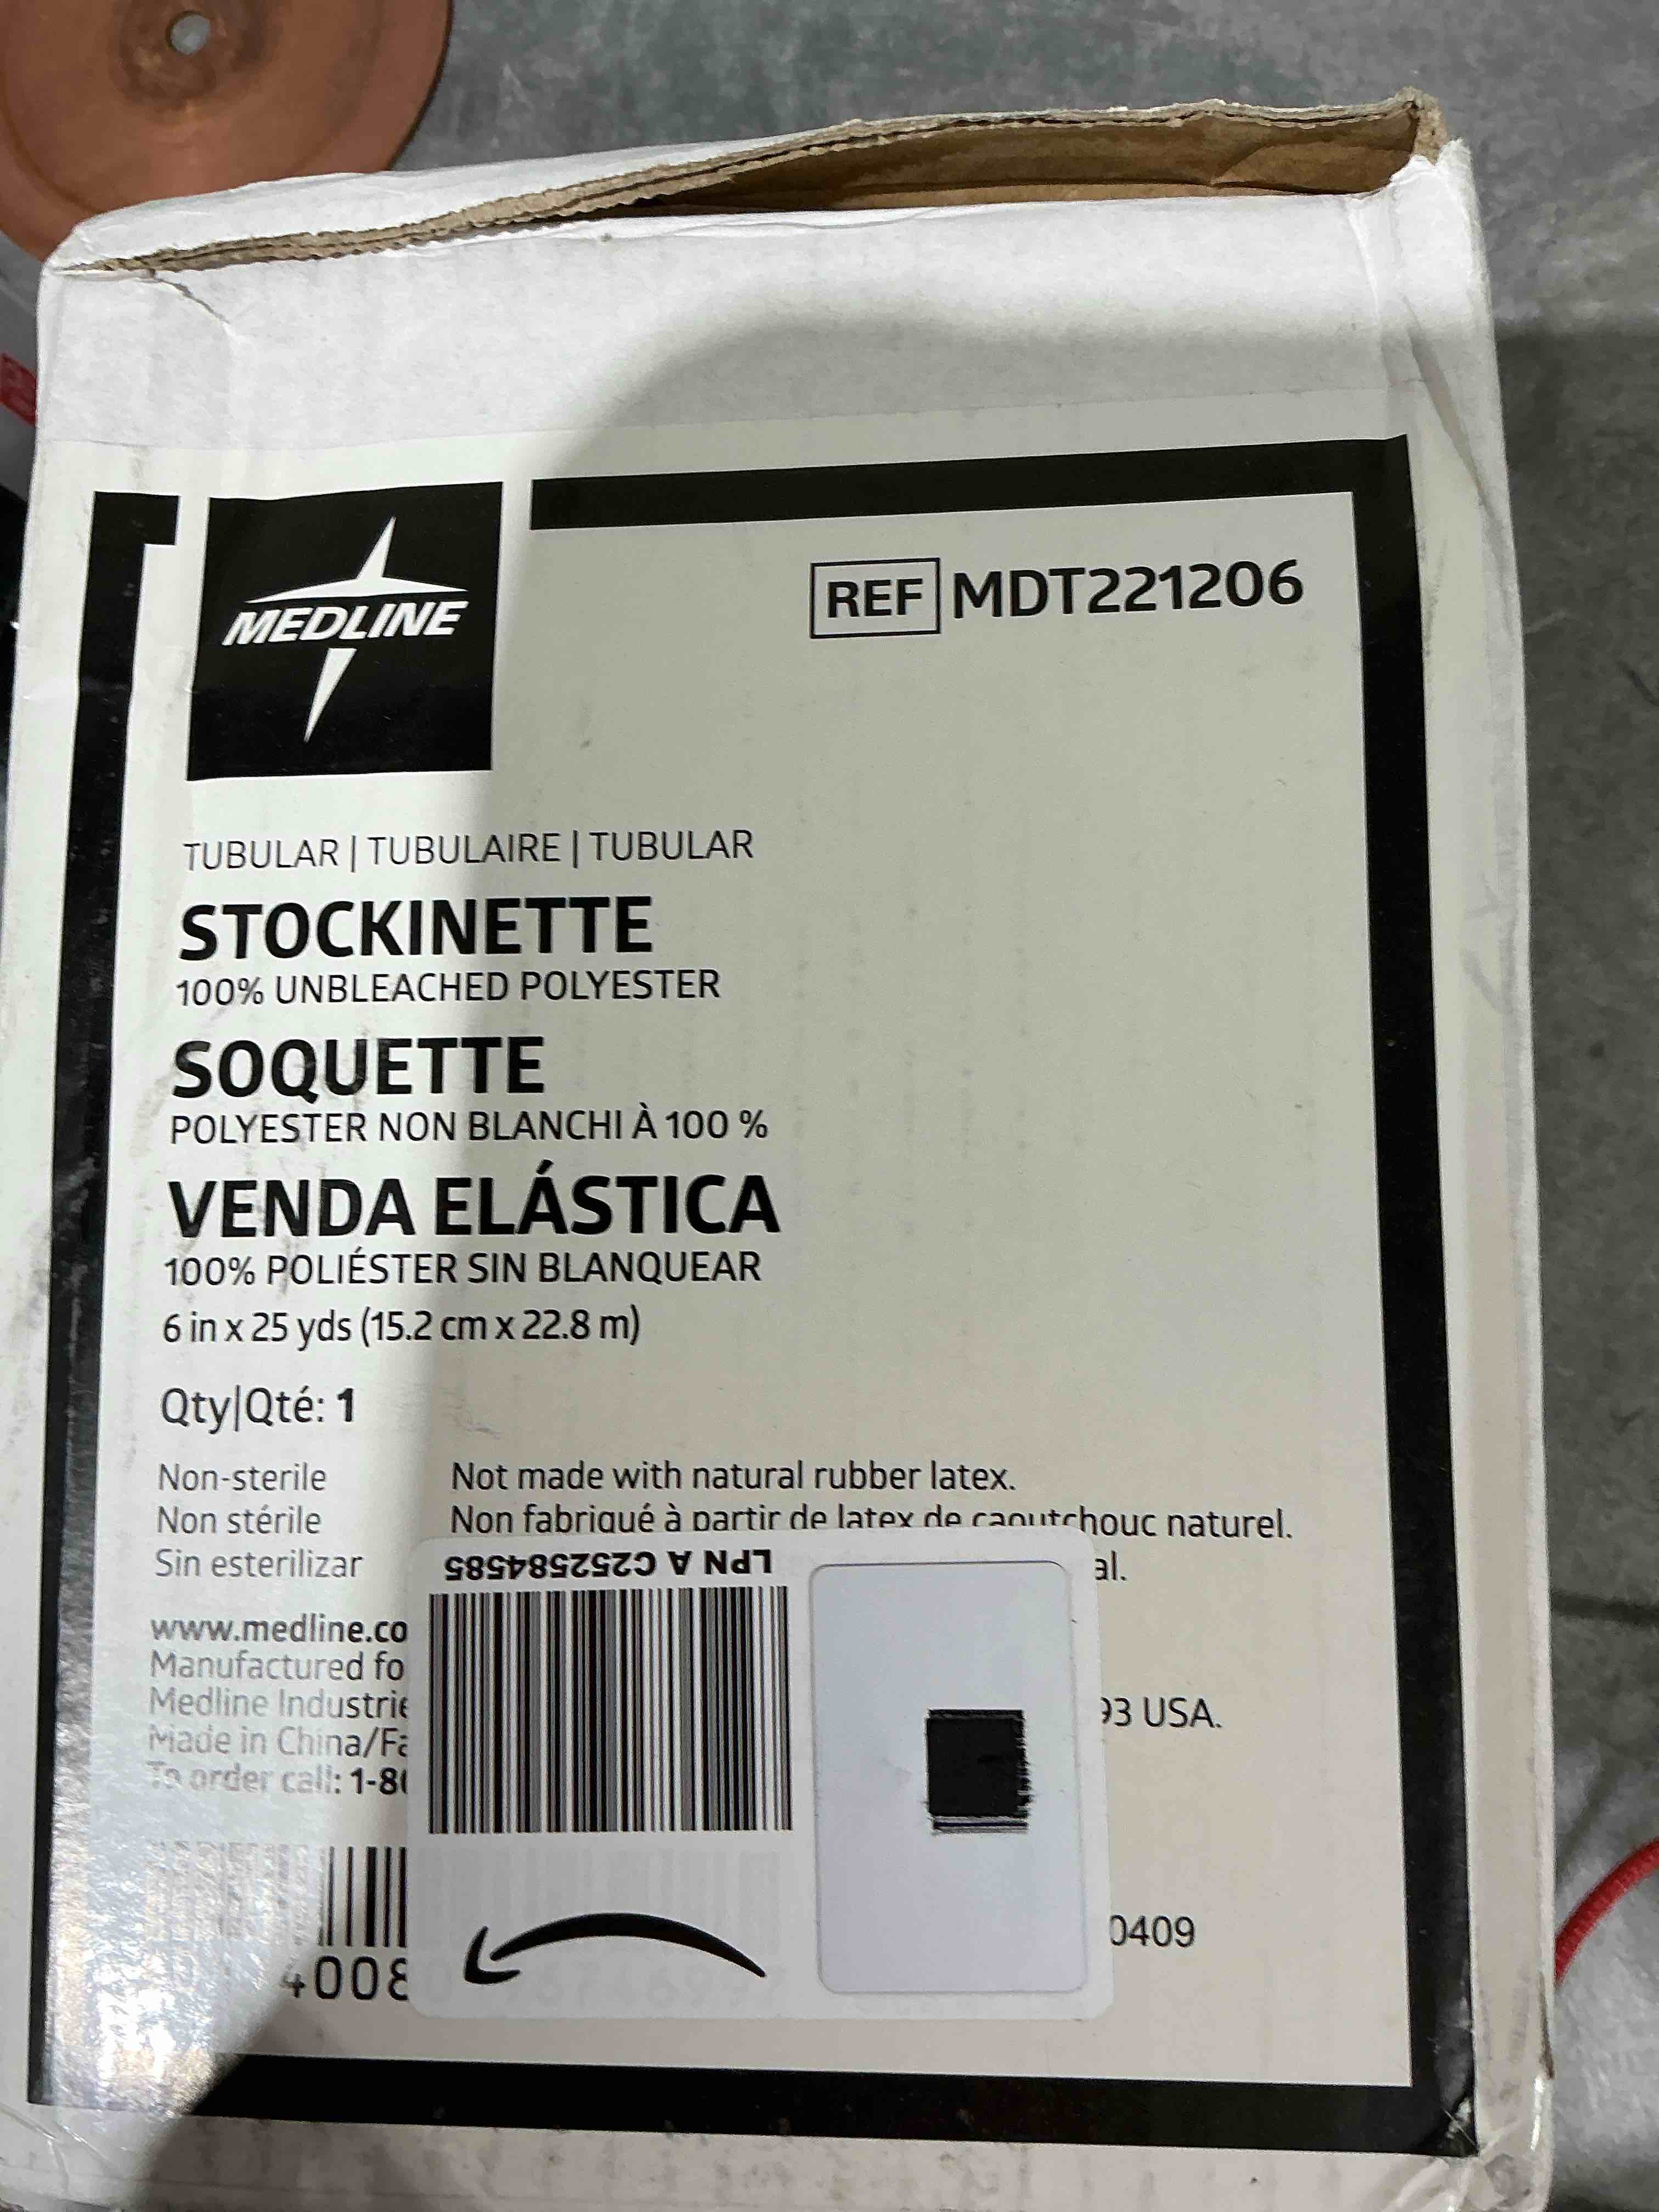 MEDLINE
REF MDT221206
TUBULAR | TUBULAIRE | TUBULAR
STOCKINETTE
100% UNBLEACHED POLYESTER
SOQUETTE
POLYESTER NON BLANCHI À 100 %
VENDA ELÁSTICA
100% POLIÉSTER SIN BLANQUEAR
6 in x 25 yds (15.2 cm x 22.8 m)
Qty|Qté: 1
Non-sterile
Non stérile
Sin esterilizar
Not made with natural rubber latex.
Non fabriqué à partir de latex de caoutchouc naturel.
al.
LPN A C252584585
www.medline.co
Manufactured fo
Medline Industrie
93 USA.
Made in China/Fa
To order call: 1-80
4008
0409